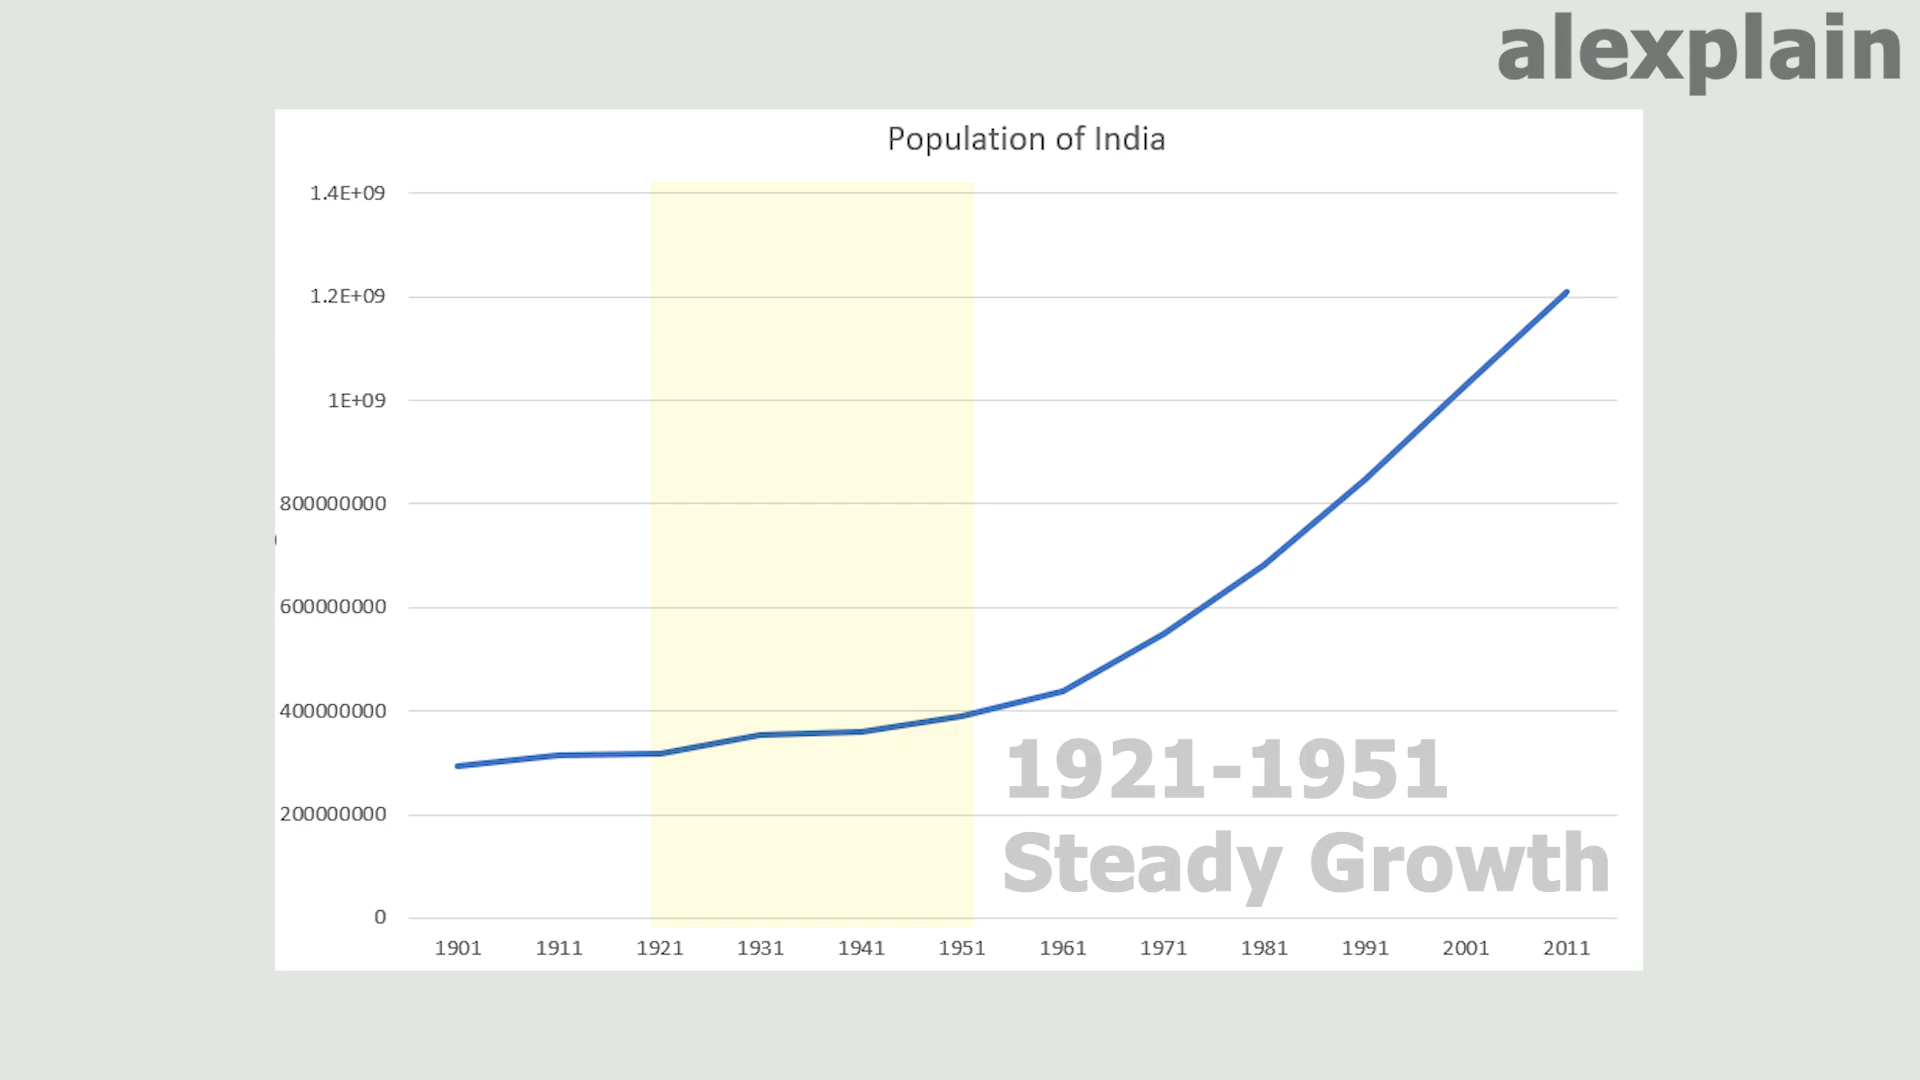 alexplain
Population of India
1.4E+09
1.2E+09
1E+09
800000000
600000000
400000000
200000000
0
1921-1951
Steady Growth
1901 1911 1921 1931 1941 1951 1961 1971 1981 1991 2001 2011